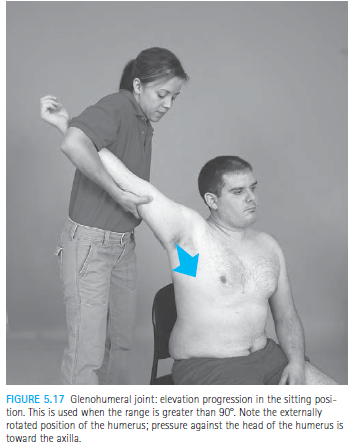 FIGURE 5.17 Glenohumeral joint: elevation progression in the sitting posi-
tion. This is used when the range is greater than 90°. Note the externally
rotated position of the humerus; pressure against the head of the humerus is
toward the axilla.